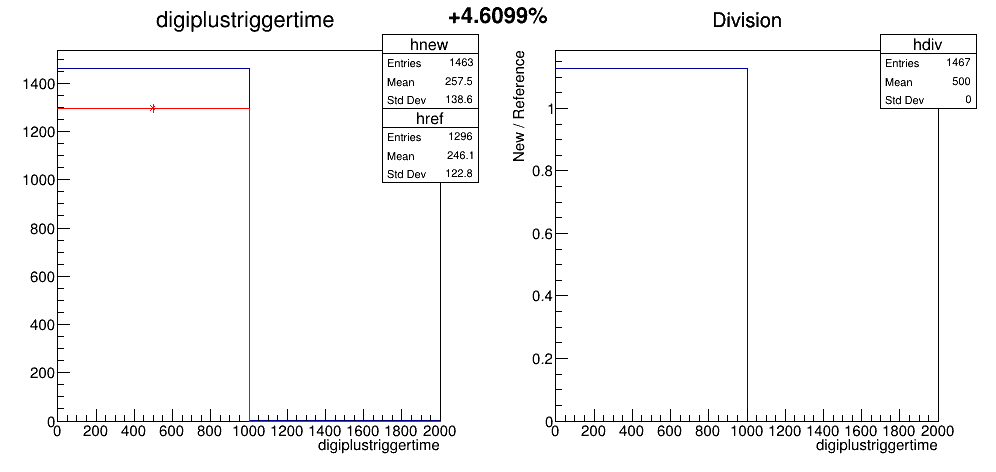 digiplustriggertime
+4.6099%
Division
hnew
Entries 1463
Mean 257.5
Std Dev 138.6
href
Entries 1296
Mean 246.1
Std Dev 122.8
1400
1200
1000
800
600
400
200
0
0 200 400 600 800 1000 1200 1400 1600 1800 2000
digiplustriggertime
hdiv
Entries 1467
Mean 500
Std Dev 0
New / Reference
1
0.8
0.6
0.4
0.2
0
0 200 400 600 800 1000 1200 1400 1600 1800 2000
digiplustriggertime